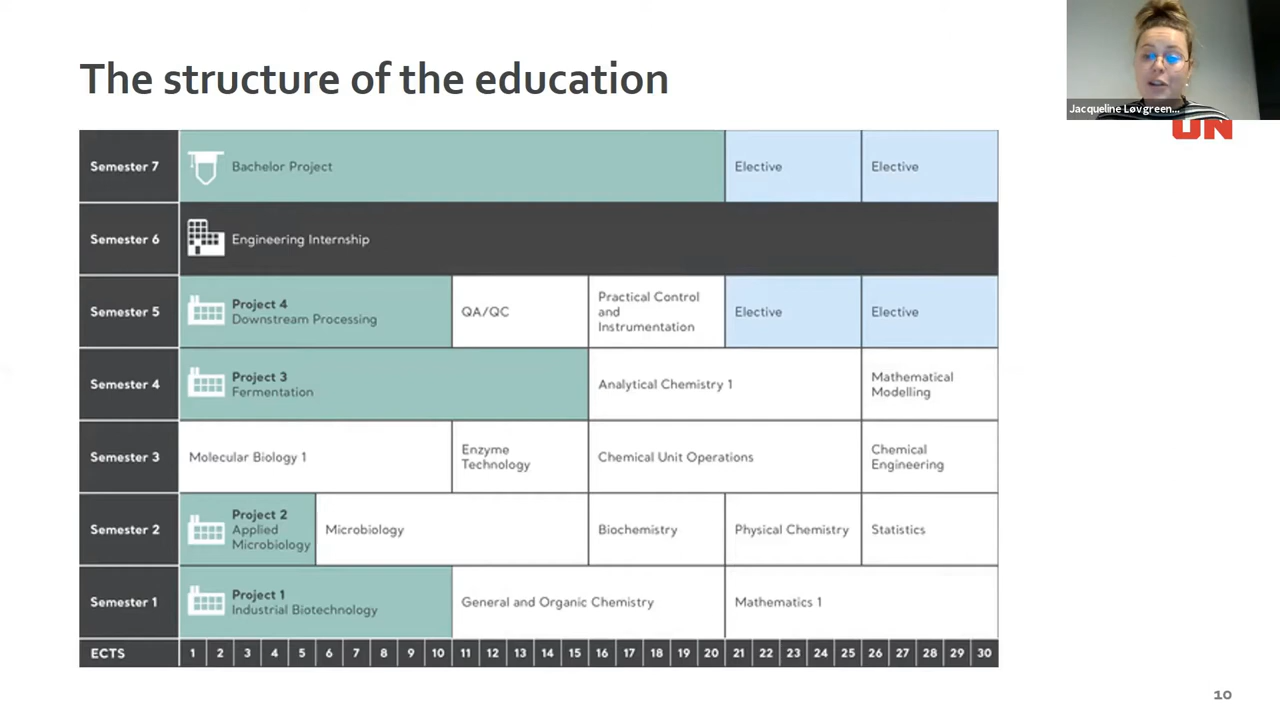 The structure of the education
Jacqueline Løvgreen...
UN
Semester 7
Bachelor Project
Elective
Elective
Semester 6
Engineering Internship
Semester 5
Project 4
Downstream Processing
QA/QC
Practical Control
and
Instrumentation
Elective
Elective
Semester 4
Project 3
Fermentation
Analytical Chemistry 1
Mathematical
Modelling
Semester 3
Molecular Biology 1
Enzyme
Technology
Chemical Unit Operations
Chemical
Engineering
Semester 2
Project 2
Applied
Microbiology
Microbiology
Biochemistry
Physical Chemistry
Statistics
Semester 1
Project 1
Industrial Biotechnology
General and Organic Chemistry
Mathematics 1
ECTS 1 2 3 4 5 6 7 8 9 10 11 12 13 14 15 16 17 18 19 20 21 22 23 24 25 26 27 28 29 30
10